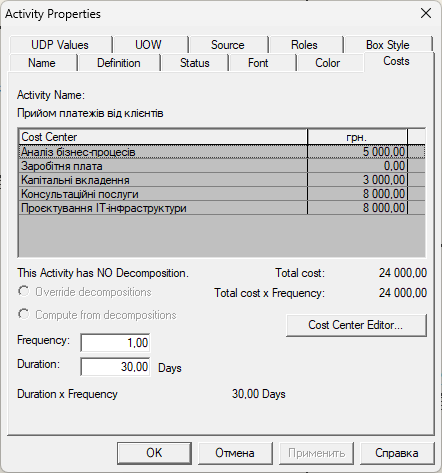 Activity Properties
UDP Values UOW Source Roles Box Style
Name Definition Status Font Color Costs
Activity Name:
Прийом платежів від клієнтів
Cost Center грн.
Аналіз бізнес-процесів 5 000,00
Заробітня плата 0,00
Капітальні вкладення 3 000,00
Консультаційні послуги 8 000,00
Проєктування ІТ-інфраструктури 8 000,00
This Activity has NO Decomposition. Total cost: 24 000,00
Override decompositions Total cost x Frequency: 24 000,00
Compute from decompositions
Cost Center Editor...
Frequency: 1,00
Duration: 30,00 Days
Duration x Frequency 30,00 Days
OK Отмена Применить Справка